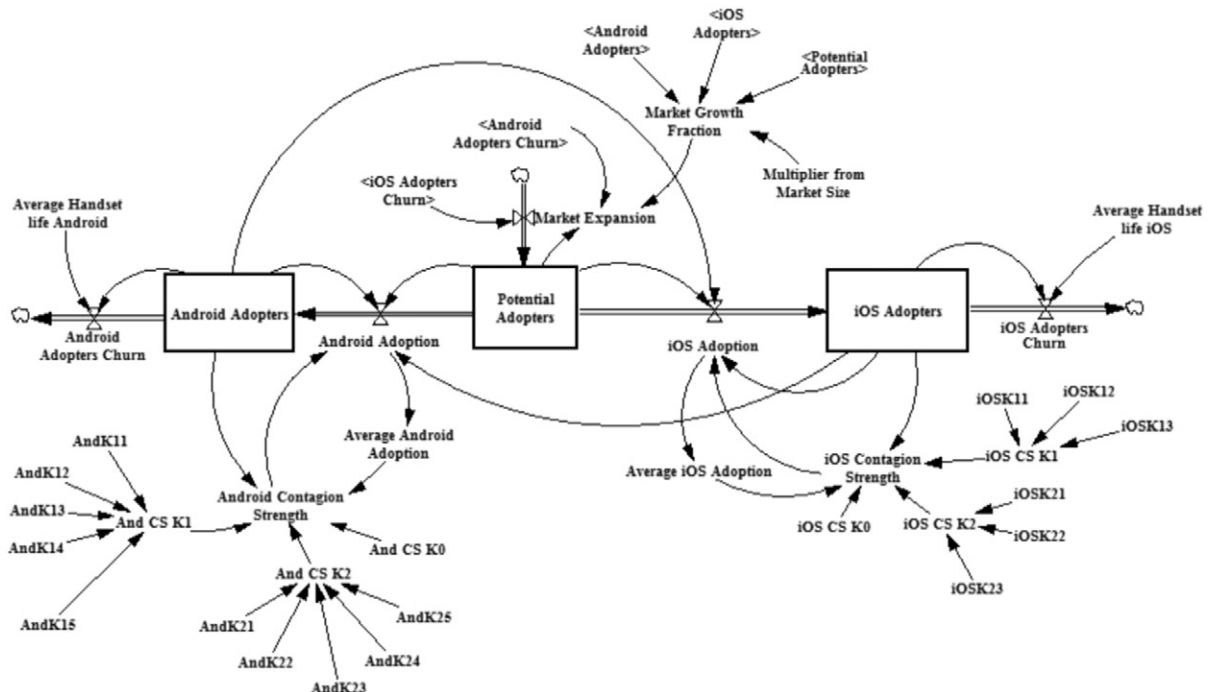 <iOS
Adopters>
<Android
Adopters>
<Potential
Adopters>
Market Growth
Fraction
<Android
Adopters Churn>
Multiplier from
Market Size
<iOS Adopters
Churn>
Market Expansion
Average Handset
life Android
Average Handset
life iOS
Android Adopters
Potential
Adopters
iOS Adopters
Android
Adopters Churn
Android Adoption
iOS Adoption
iOS Adopters
Churn
Average Android
Adoption
Average iOS Adoption
iOS Contagion
Strength
iOSK11
iOSK12
iOSK13
iOS CS K1
iOS CS K0
iOS CS K2
iOSK21
iOSK22
iOSK23
AndK11
AndK12
AndK13
AndK14
AndK15
And CS K1
Android Contagion
Strength
And CS K0
And CS K2
AndK21
AndK22
AndK23
AndK24
AndK25